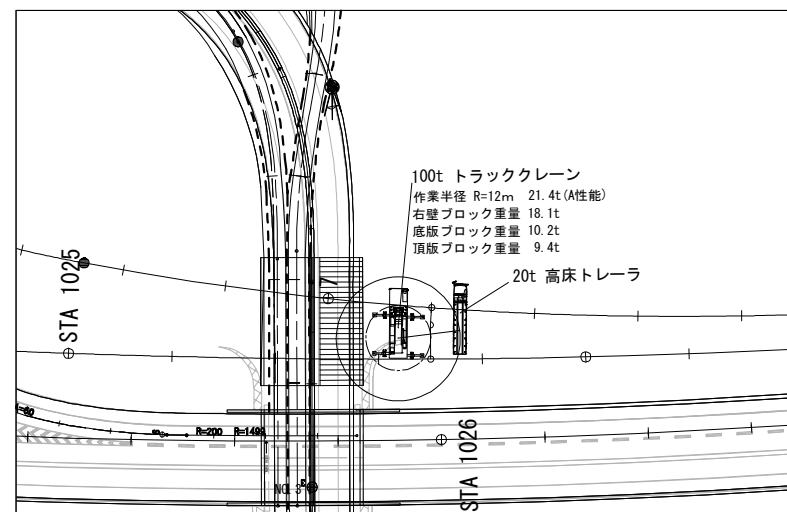 100t トラッククレーン
作業半径 R=12m 21.4t(A性能)
右壁ブロック重量 18.1t
底版ブロック重量 10.2t
頂版ブロック重量 9.4t
20t 高床トレーラ
STA 1025
7
R=200 R=1499
STA 1026
NO.3